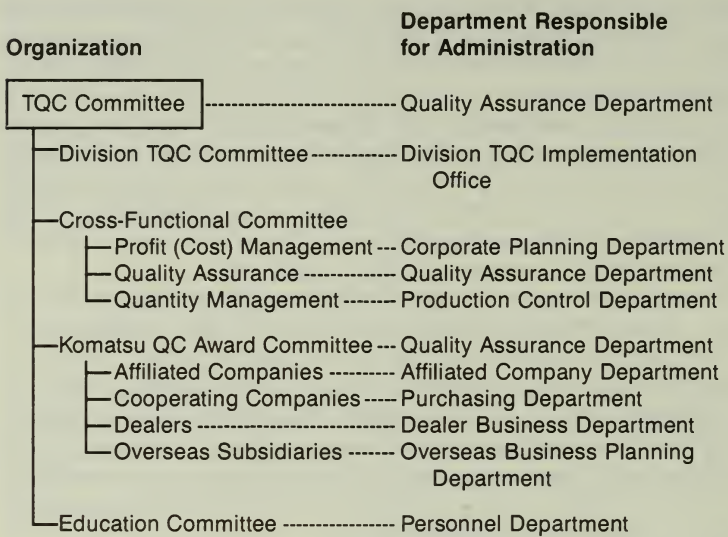 Organization
Department Responsible
for Administration
TQC Committee Quality Assurance Department
Division TQC Committee Division TQC Implementation
Office
Cross-Functional Committee
Profit (Cost) Management Corporate Planning Department
Quality Assurance Quality Assurance Department
Quantity Management Production Control Department
Komatsu QC Award Committee Quality Assurance Department
Affiliated Companies Affiliated Company Department
Cooperating Companies Purchasing Department
Dealers Dealer Business Department
Overseas Subsidiaries Overseas Business Planning
Department
Education Committee Personnel Department